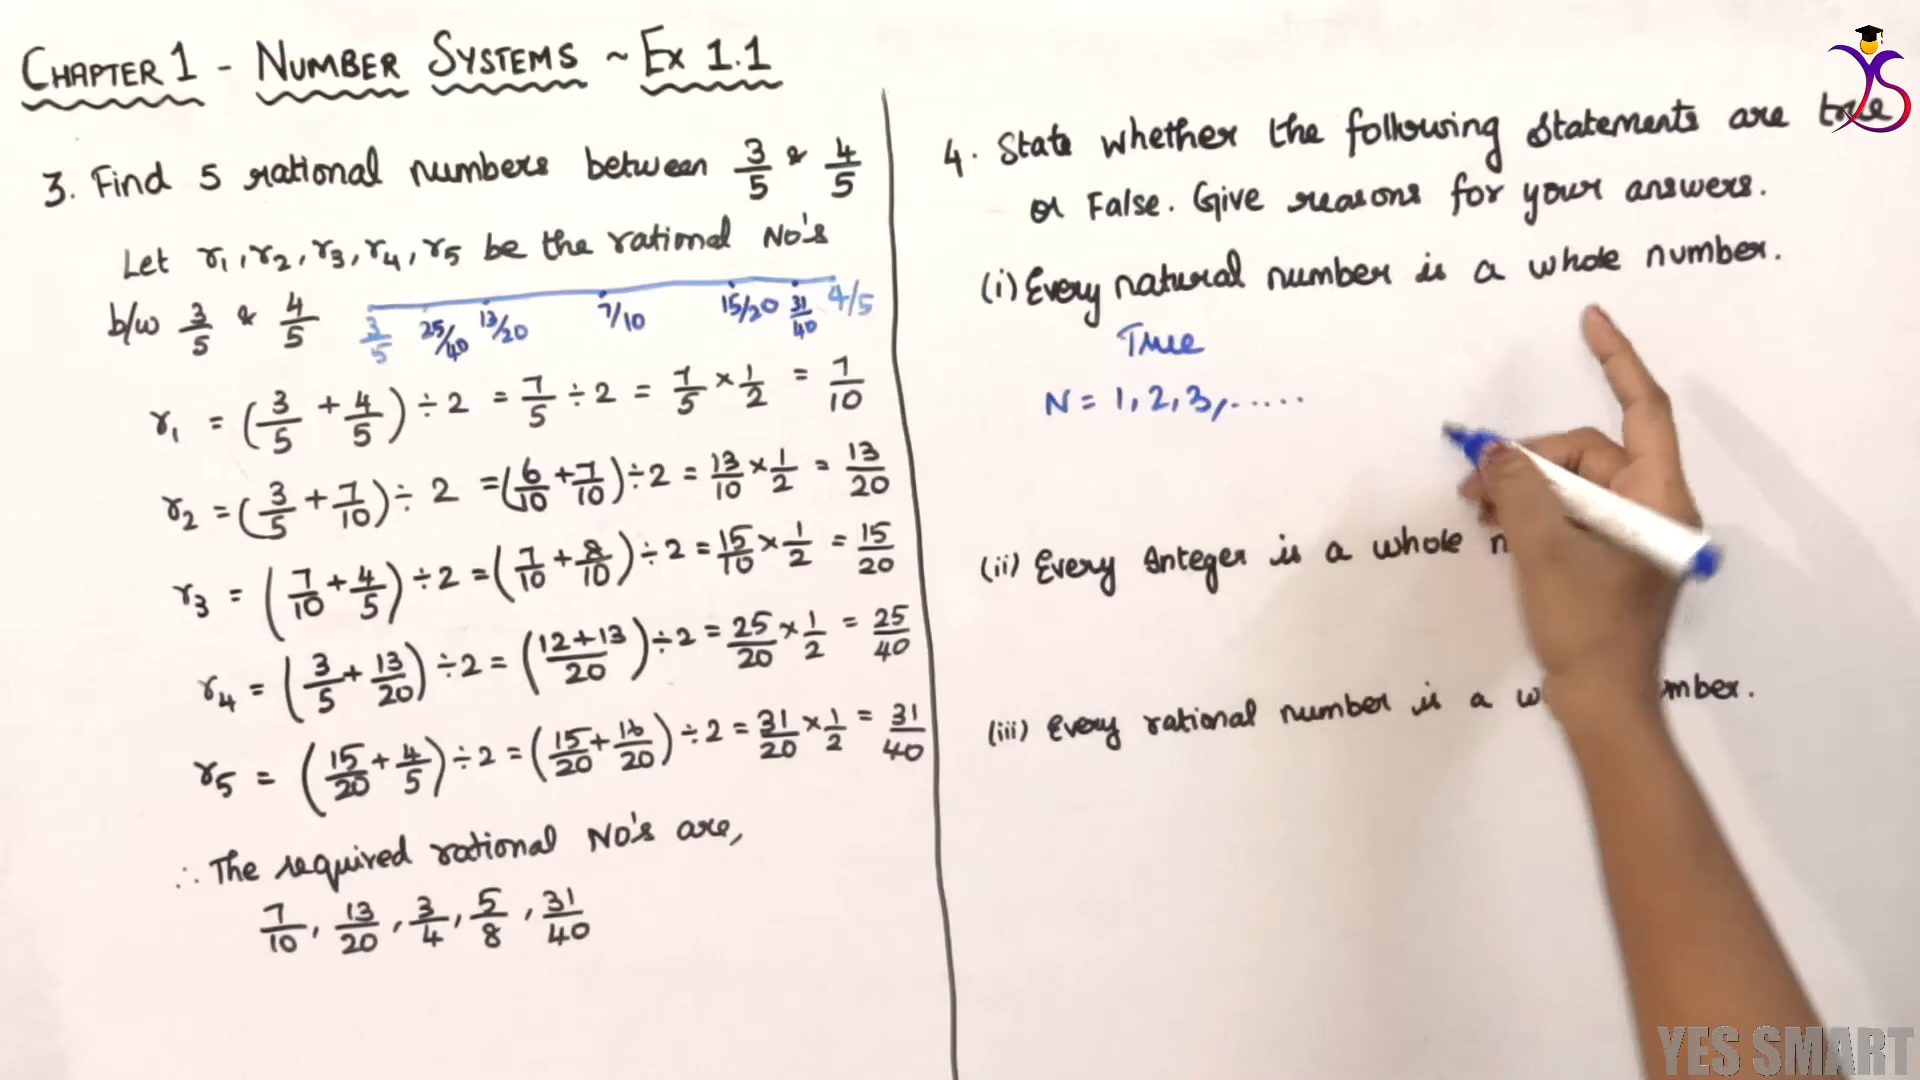 CHAPTER 1 - NUMBER SYSTEMS ~ Ex 1.1
3. Find 5 rational numbers between 3/5 & 4/5
Let r₁, r₂, r₃, r₄, r₅ be the rational No's
b/w 3/5 & 4/5
3/5 25/40 13/20 7/10 15/20 31/40 4/5
r₁ = (3/5 + 4/5) ÷ 2 = 7/5 ÷ 2 = 7/5 × 1/2 = 7/10
r₂ = (3/5 + 7/10) ÷ 2 = (6/10 + 7/10) ÷ 2 = 13/10 × 1/2 = 13/20
r₃ = (7/10 + 4/5) ÷ 2 = (7/10 + 8/10) ÷ 2 = 15/10 × 1/2 = 15/20
r₄ = (3/5 + 13/20) ÷ 2 = (12+13/20) ÷ 2 = 25/20 × 1/2 = 25/40
r₅ = (15/20 + 4/5) ÷ 2 = (15/20 + 16/20) ÷ 2 = 31/20 × 1/2 = 31/40
∴ The required rational No's are,
7/10, 13/20, 3/4, 5/8, 31/40
4. State whether the following statements are true
or False. Give reasons for your answers.
(i) Every natural number is a whole number.
True
N = 1, 2, 3, .....
(ii) Every Integer is a whole
(iii) Every rational number is a
YS
YES SMART